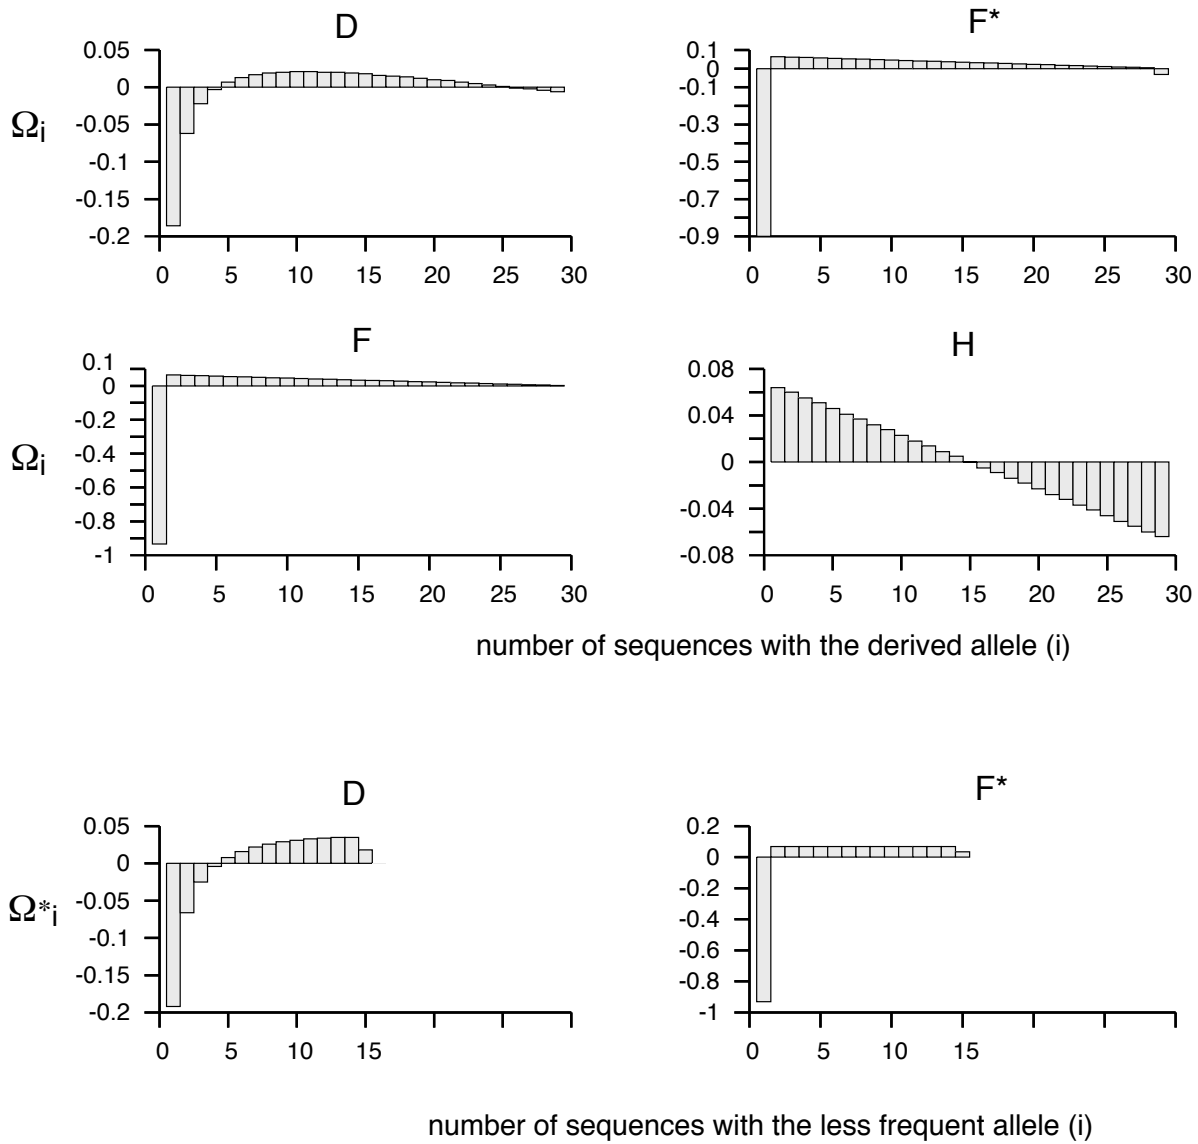 D
F*
0.05
0
-0.05
-0.1
-0.15
-0.2
Ωi
0 5 10 15 20 25 30
0.1
0
-0.1
-0.3
-0.5
-0.7
-0.9
0 5 10 15 20 25 30
F
H
0.1
0
-0.2
-0.4
-0.6
-0.8
-1
Ωi
0 5 10 15 20 25 30
0.08
0.04
0
-0.04
-0.08
0 5 10 15 20 25 30
number of sequences with the derived allele (i)
D
F*
0.05
0
-0.05
-0.1
-0.15
-0.2
Ω*i
0 5 10 15
0.2
0
-0.2
-0.4
-0.6
-0.8
-1
0 5 10 15
number of sequences with the less frequent allele (i)